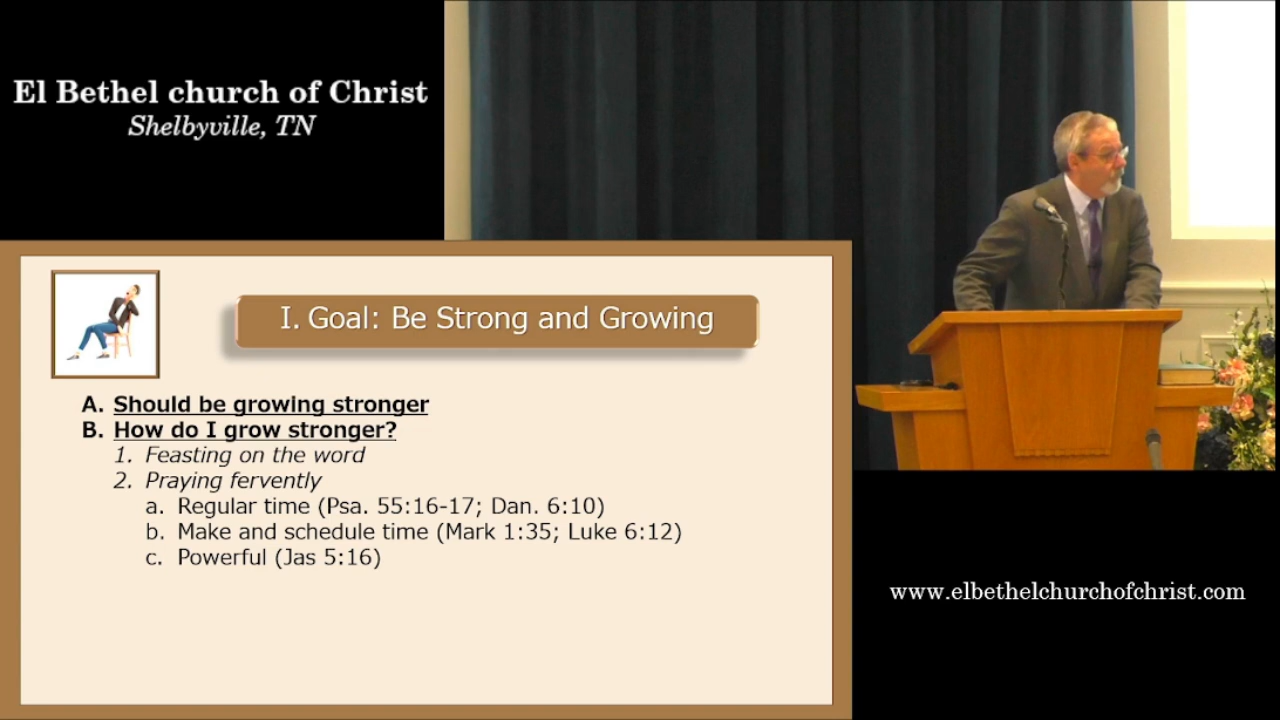 El Bethel church of Christ
Shelbyville, TN
I. Goal: Be Strong and Growing
A. Should be growing stronger
B. How do I grow stronger?
1. Feasting on the word
2. Praying fervently
a. Regular time (Psa. 55:16-17; Dan. 6:10)
b. Make and schedule time (Mark 1:35; Luke 6:12)
c. Powerful (Jas 5:16)
www.elbethelchurchofchrist.com